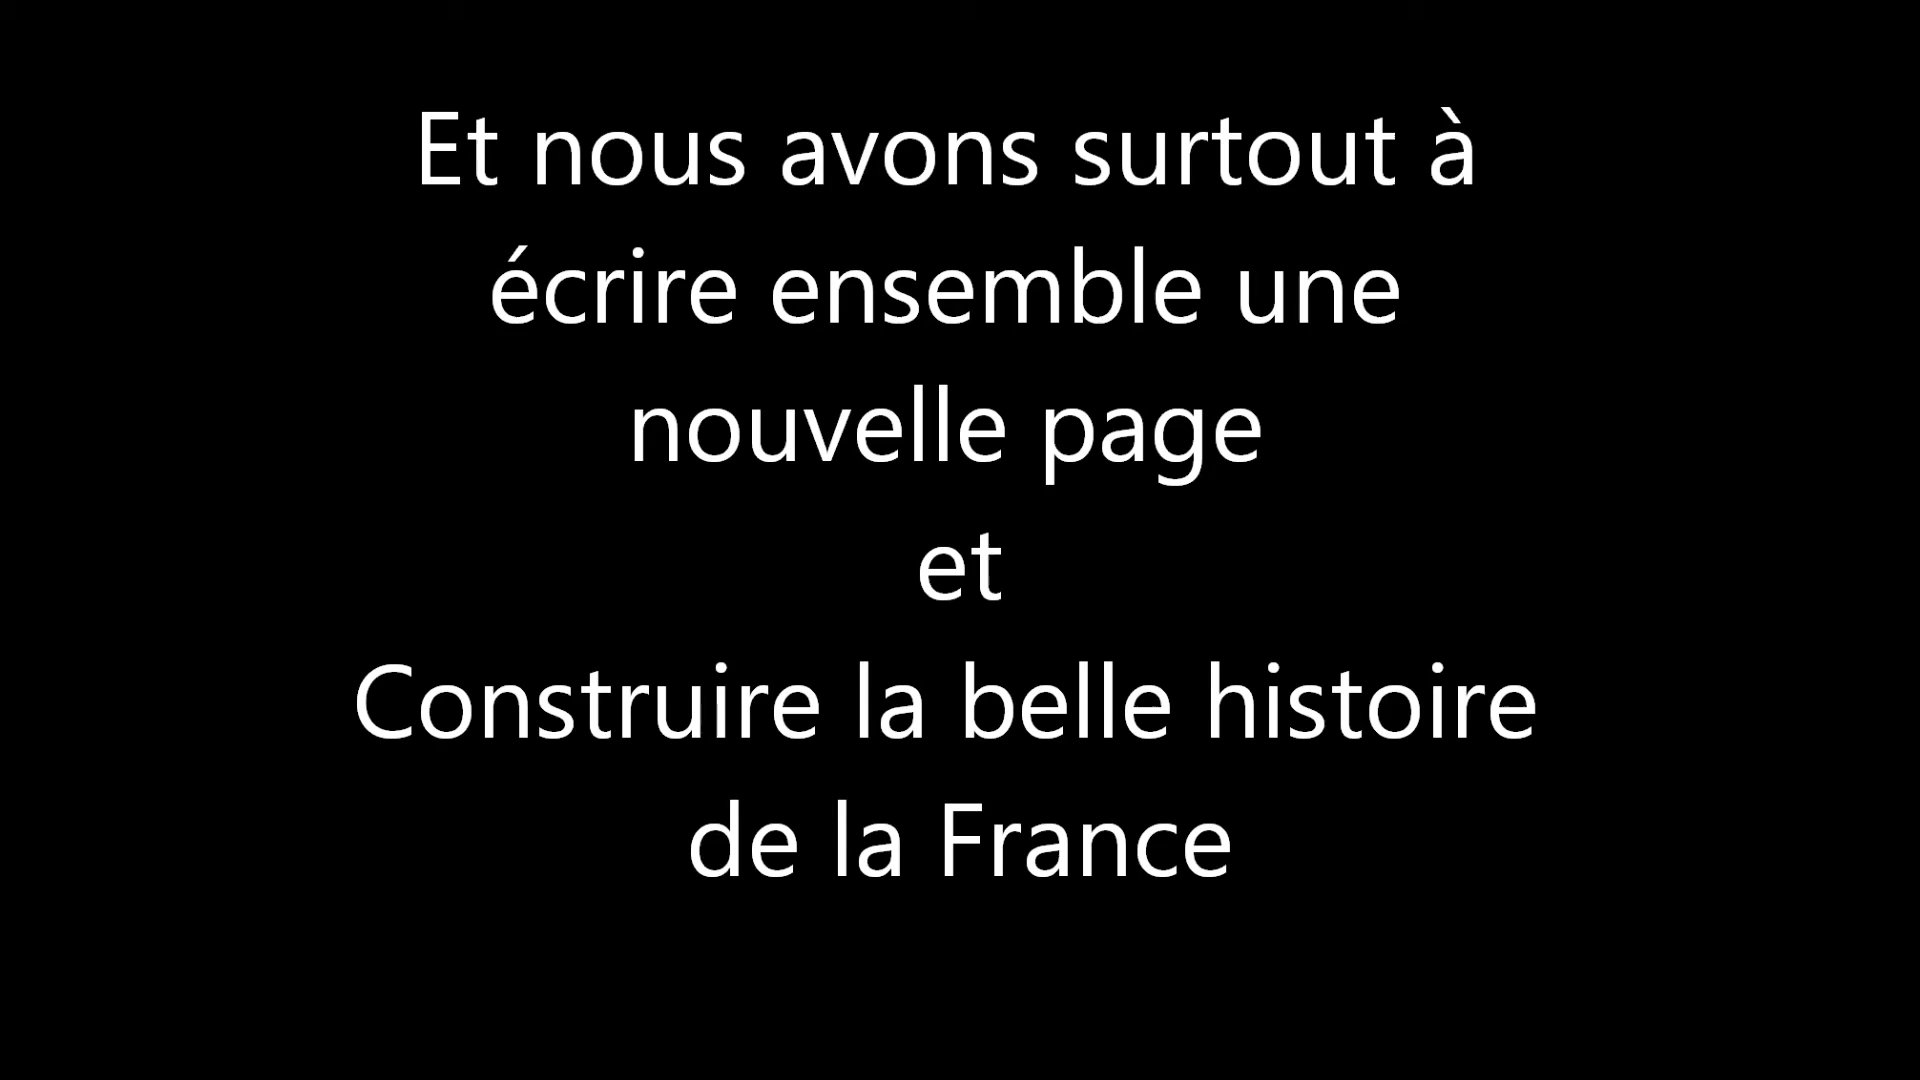 Et nous avons surtout à
écrire ensemble une
nouvelle page
et
Construire la belle histoire
de la France